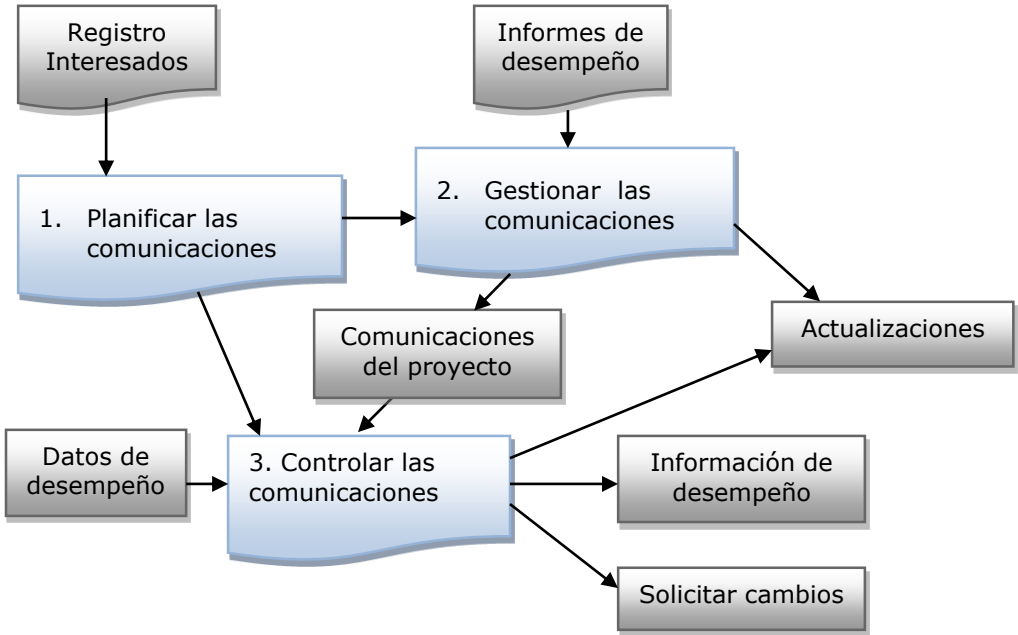 Registro
Interesados
Informes de
desempeño
1. Planificar las
comunicaciones
2. Gestionar las
comunicaciones
Comunicaciones
del proyecto
Actualizaciones
Datos de
desempeño
3. Controlar las
comunicaciones
Información de
desempeño
Solicitar cambios